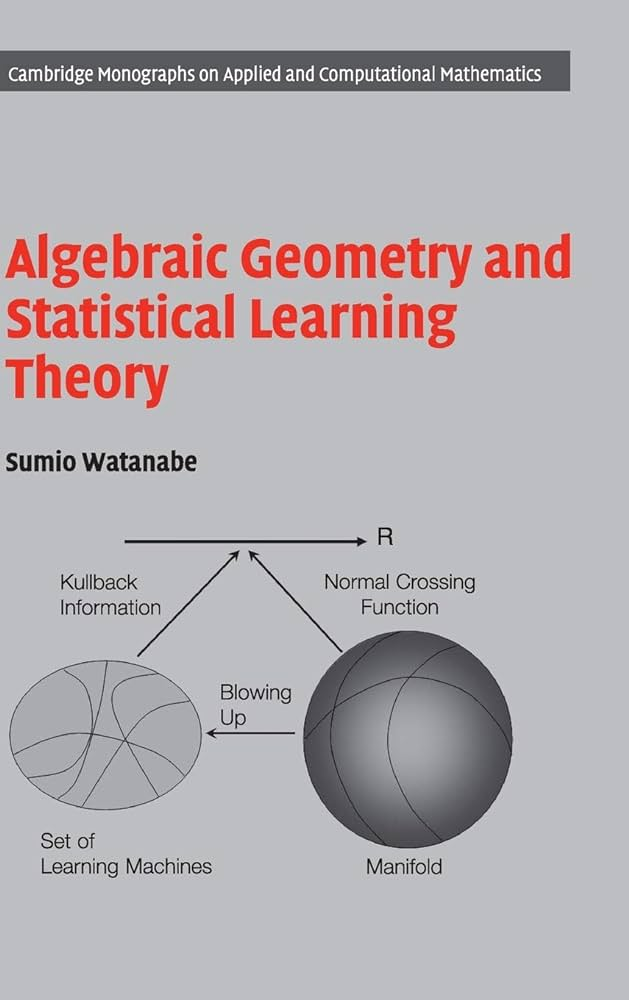 Cambridge Monographs on Applied and Computational Mathematics
Algebraic Geometry and
Statistical Learning
Theory
Sumio Watanabe
R
Kullback
Information
Normal Crossing
Function
Blowing
Up
Set of
Learning Machines
Manifold